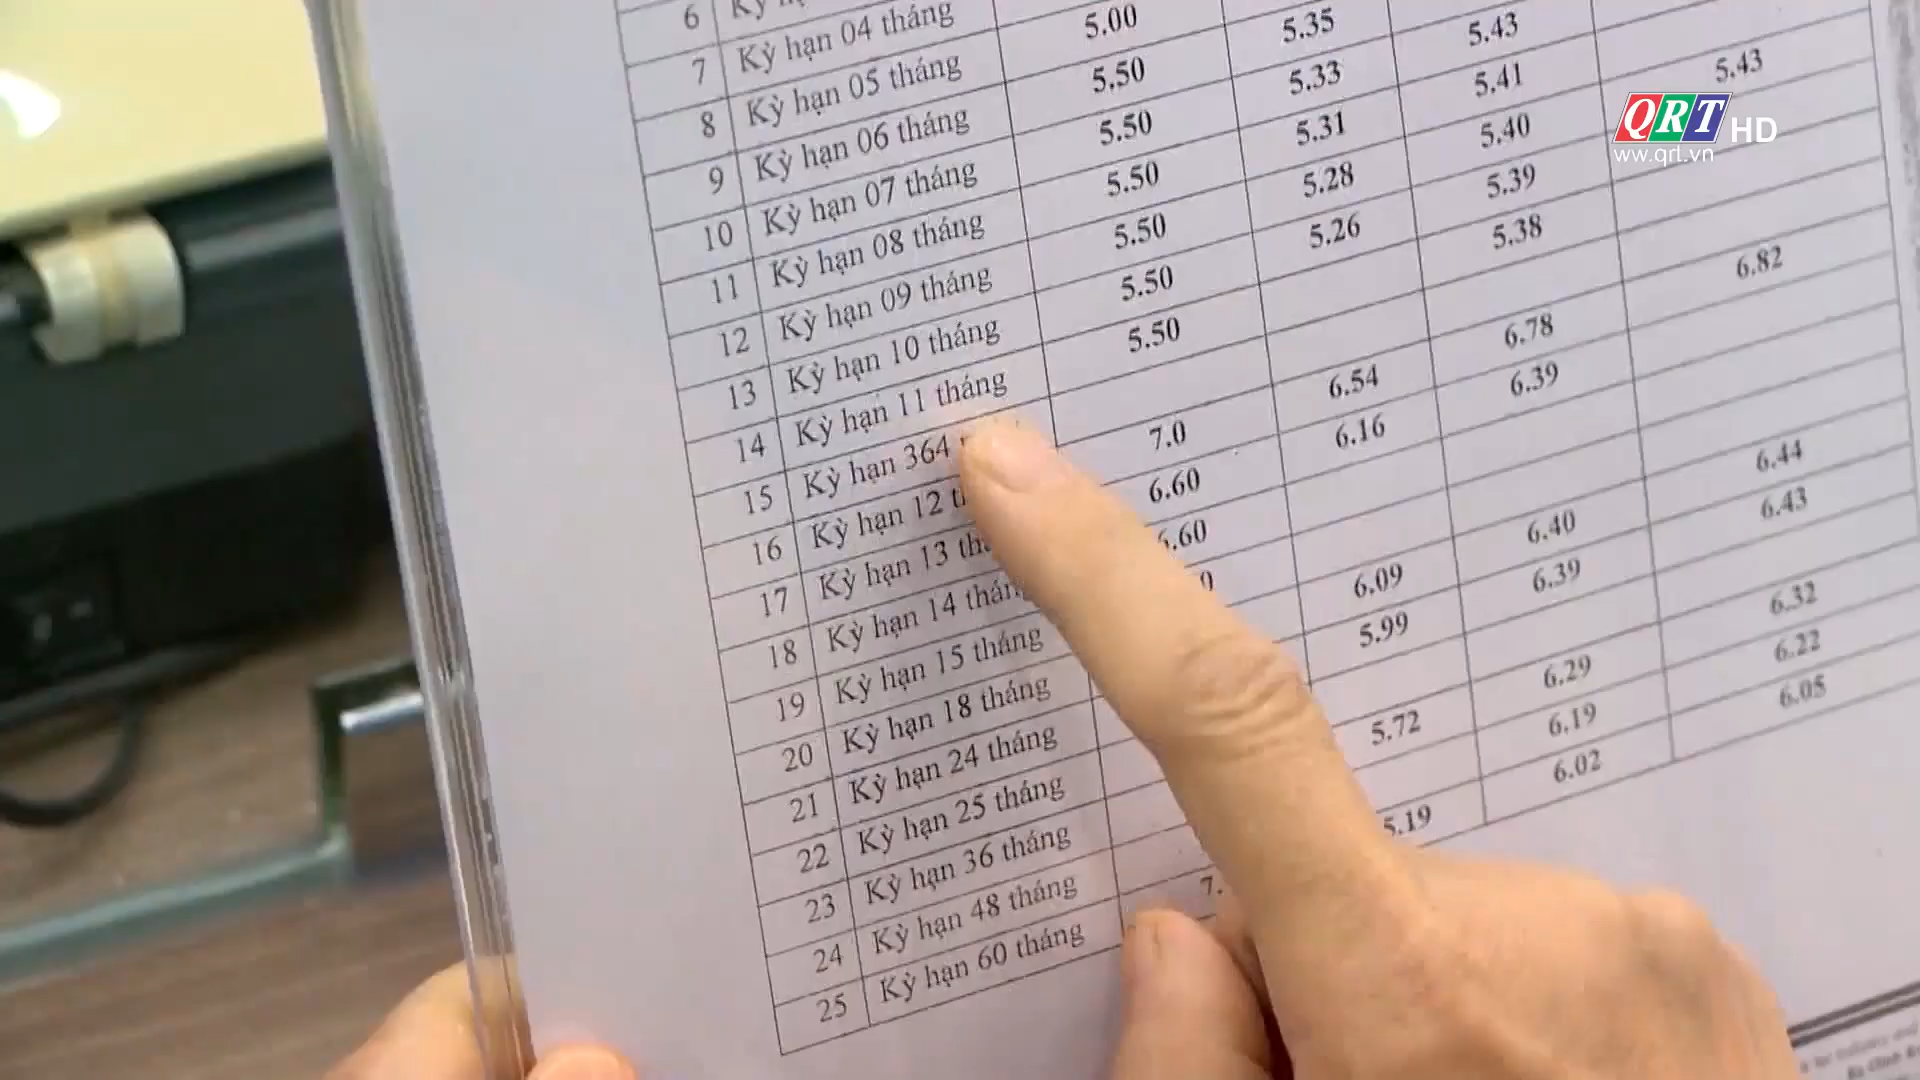 6 Kỳ
7 Kỳ hạn 04 tháng
8 Kỳ hạn 05 tháng 5.00
9 Kỳ hạn 06 tháng 5.50 5.35
10 Kỳ hạn 07 tháng 5.50 5.33 5.43
11 Kỳ hạn 08 tháng 5.50 5.31 5.41
12 Kỳ hạn 09 tháng 5.50 5.28 5.40 5.43
13 Kỳ hạn 10 tháng 5.50 5.26 5.39
14 Kỳ hạn 11 tháng 5.50 5.38
15 Kỳ hạn 364
16 Kỳ hạn 12 7.0 6.54 6.78 6.82
17 Kỳ hạn 13 6.60 6.16 6.39
18 Kỳ hạn 14 tháng 6.60
19 Kỳ hạn 15 tháng
20 Kỳ hạn 18 tháng 6.09 6.40 6.44
21 Kỳ hạn 24 tháng 5.99 6.39 6.43
22 Kỳ hạn 25 tháng
23 Kỳ hạn 36 tháng 5.72 6.29 6.32
24 Kỳ hạn 48 tháng 6.19 6.22
25 Kỳ hạn 60 tháng 7. 5.19 6.02 6.05
QRT HD
ww.qrl.vn